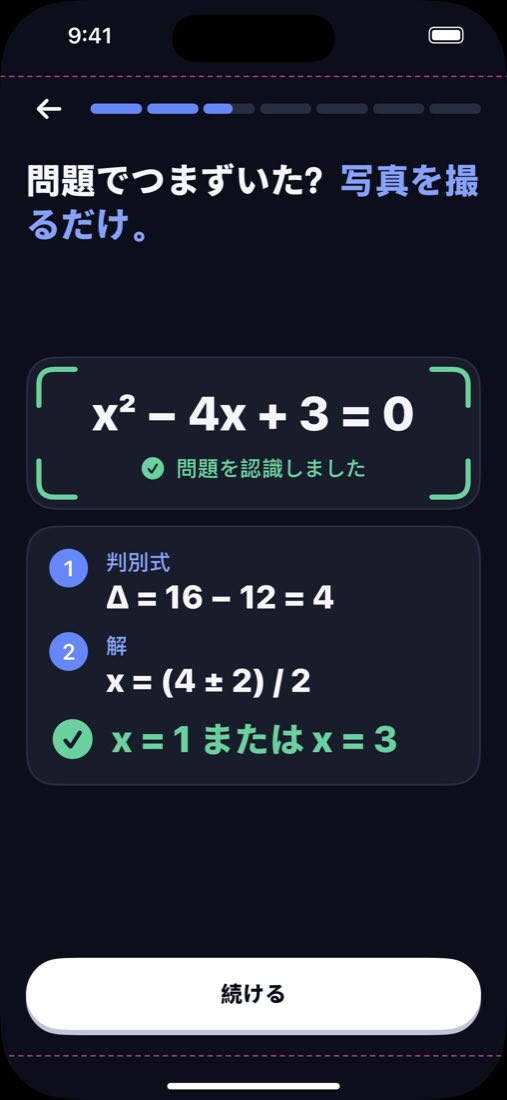 9:41
問題でつまずいた? 写真を撮
るだけ。
x² − 4x + 3 = 0
問題を認識しました
1 判別式
Δ = 16 − 12 = 4
2 解
x = (4 ± 2) / 2
x = 1 または x = 3
続ける